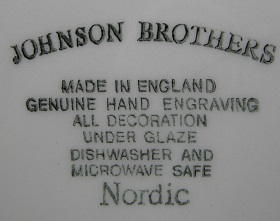 JOHNSON BROTHERS
MADE IN ENGLAND
GENUINE HAND ENGRAVING
ALL DECORATION
UNDER GLAZE
DISHWASHER AND
MICROWAVE SAFE
Nordic